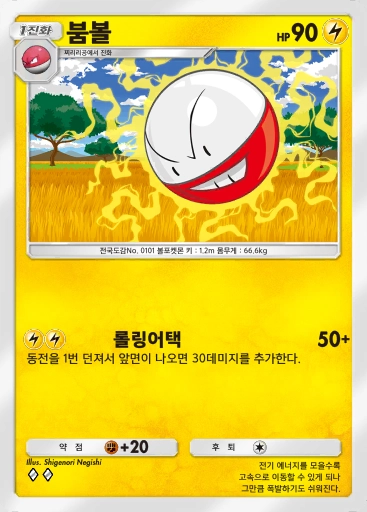 1진화 붐볼 HP 90
찌리리공에서 진화
전국도감No. 0101 볼포켓몬 키 : 1.2m 몸무게 : 66.6kg
롤링어택 50+
동전을 1번 던져서 앞면이 나오면 30데미지를 추가한다.
약점 +20 후퇴
Illus. Shigenori Negishi
전기 에너지를 모을수록
고속으로 이동할 수 있게 되나
그만큼 폭발하기도 쉬워진다.